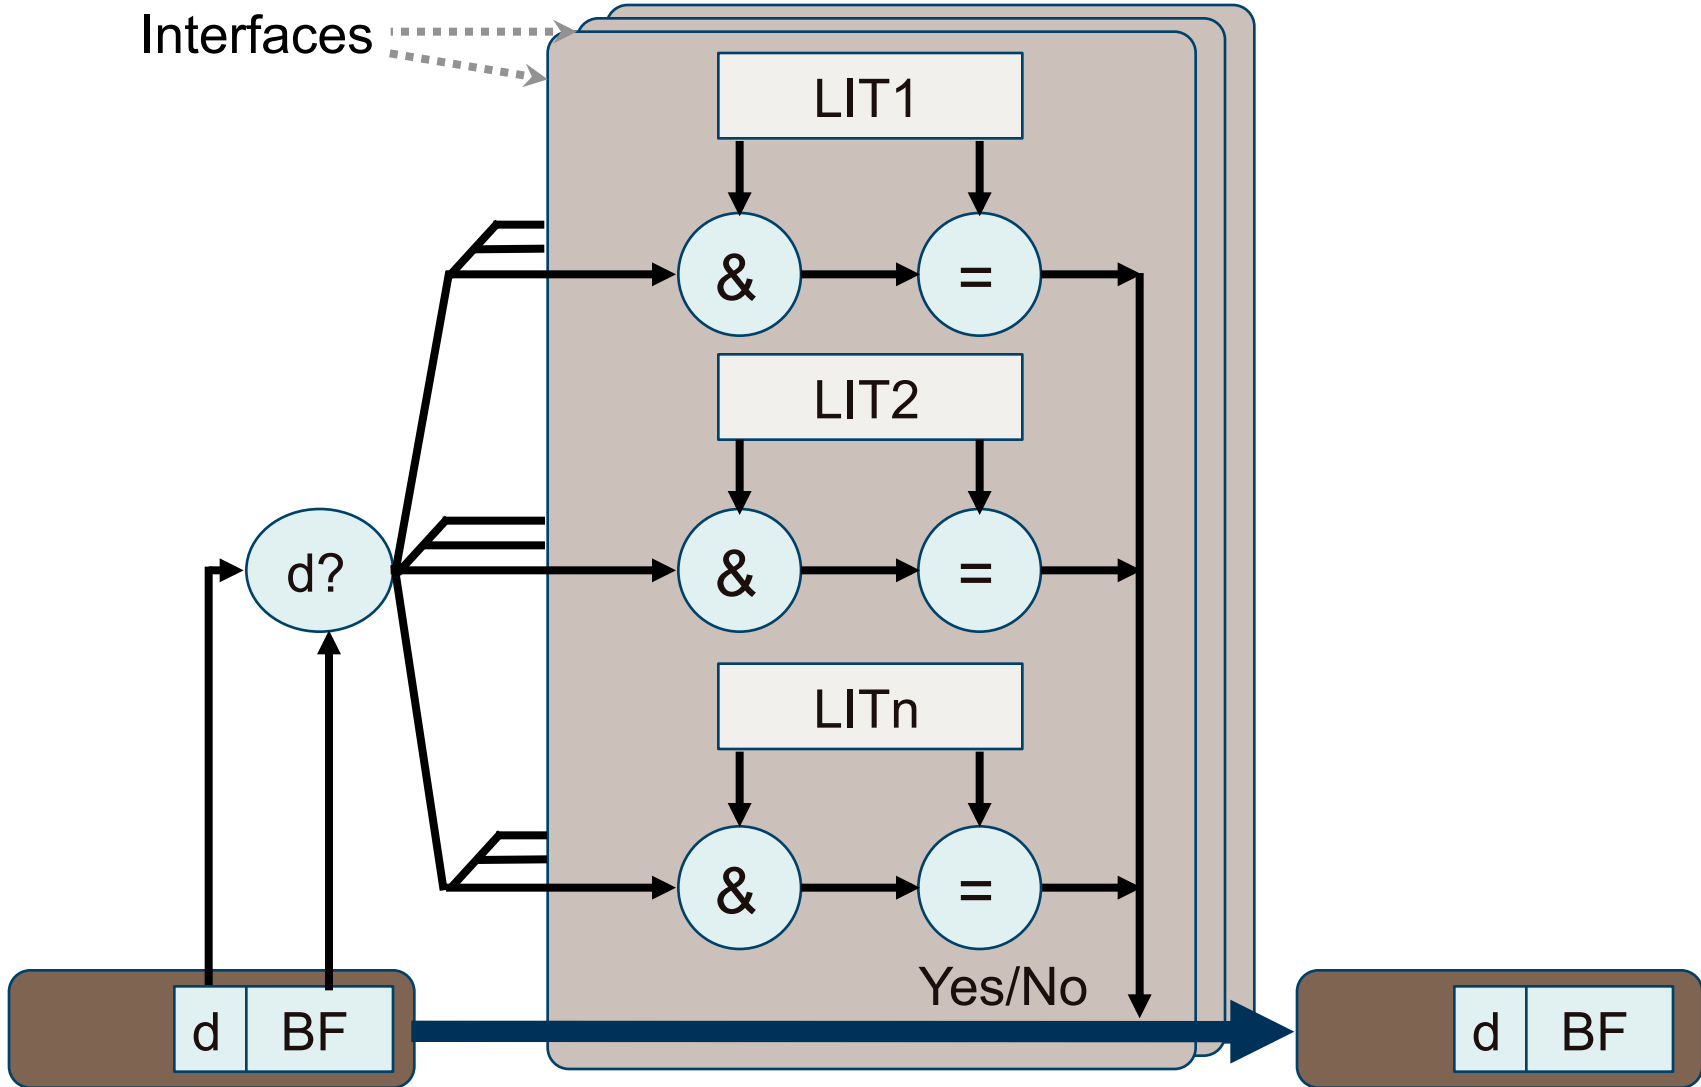 Interfaces
LIT1
& =
LIT2
d? & =
LITn
& =
Yes/No
d BF
d BF